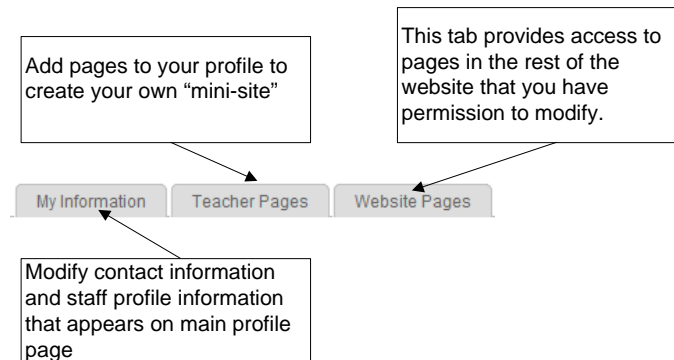 Add pages to your profile to
create your own “mini-site”
This tab provides access to
pages in the rest of the
website that you have
permission to modify.
My Information
Teacher Pages
Website Pages
Modify contact information
and staff profile information
that appears on main profile
page